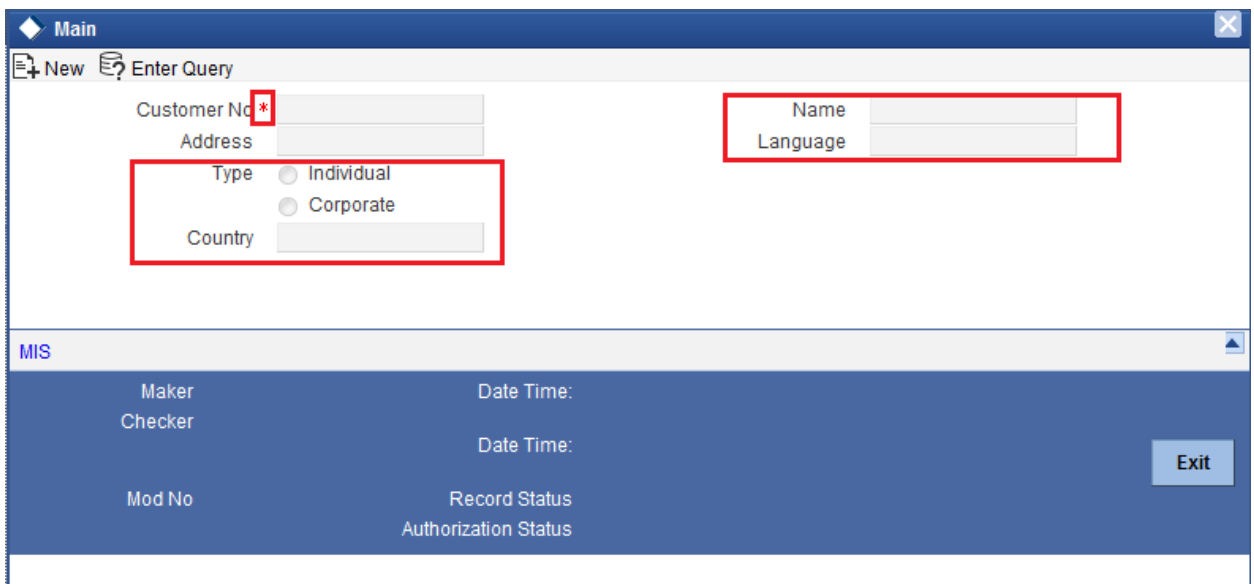 Main
New Enter Query
Customer No * Name
Address Language
Type Individual
Corporate
Country
MIS
Maker Date Time:
Checker
Date Time:
Exit
Mod No Record Status
Authorization Status